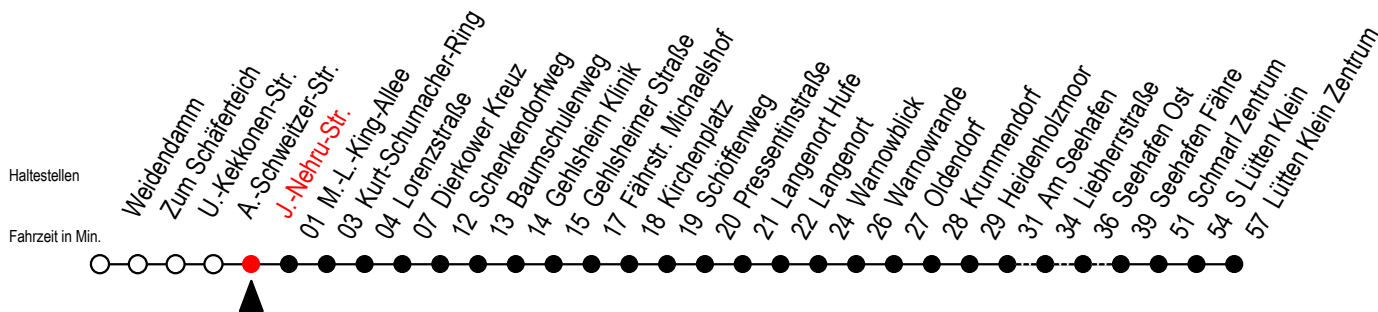 Haltestellen
Fahrzeit in Min.
Weidendamm
Zum Schäferteich
U.-Kekkonen-Str.
A.-Schweitzer-Str.
J.-Nehru-Str.
01 M.-L.-King-Allee
03 Kurt-Schumacher-Ring
04 Lorenzstraße
07 Dierkower Kreuz
12 Schenkendorfweg
13 Baumschulenweg
14 Gehlsheim Klinik
15 Gehlsheimer Straße
17 Fährstr. Michaelshof
18 Kirchenplatz
19 Schöffenweg
20 Pressentinstraße
21 Langenort Hufe
22 Langenort
24 Warnowblick
26 Warnowrande
27 Oldendorf
28 Krummendorf
29 Heidenholzmoor
31 Am Seehafen
34 Liebherrstraße
36 Seehafen Ost
39 Seehafen Fähre
51 Schmarl Zentrum
54 S Lütten Klein
57 Lütten Klein Zentrum